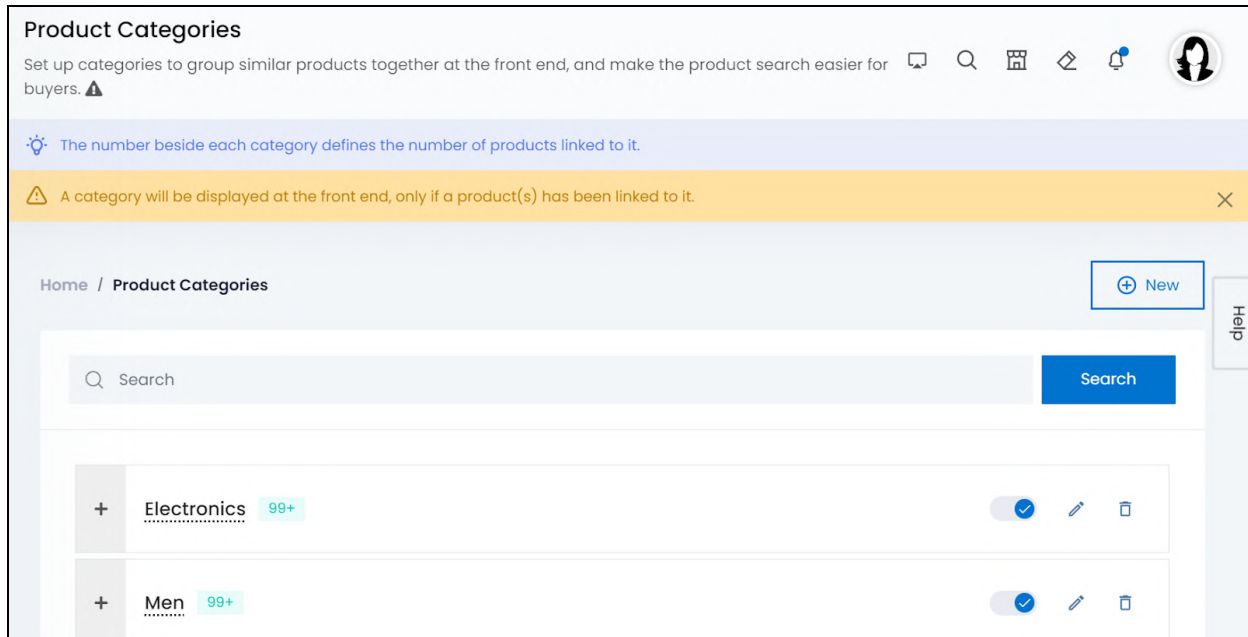 Product Categories
Set up categories to group similar products together at the front end, and make the product search easier for
buyers.
The number beside each category defines the number of products linked to it.
A category will be displayed at the front end, only if a product(s) has been linked to it.
Home / Product Categories
New
Help
Search
Search
Electronics 99+
Men 99+